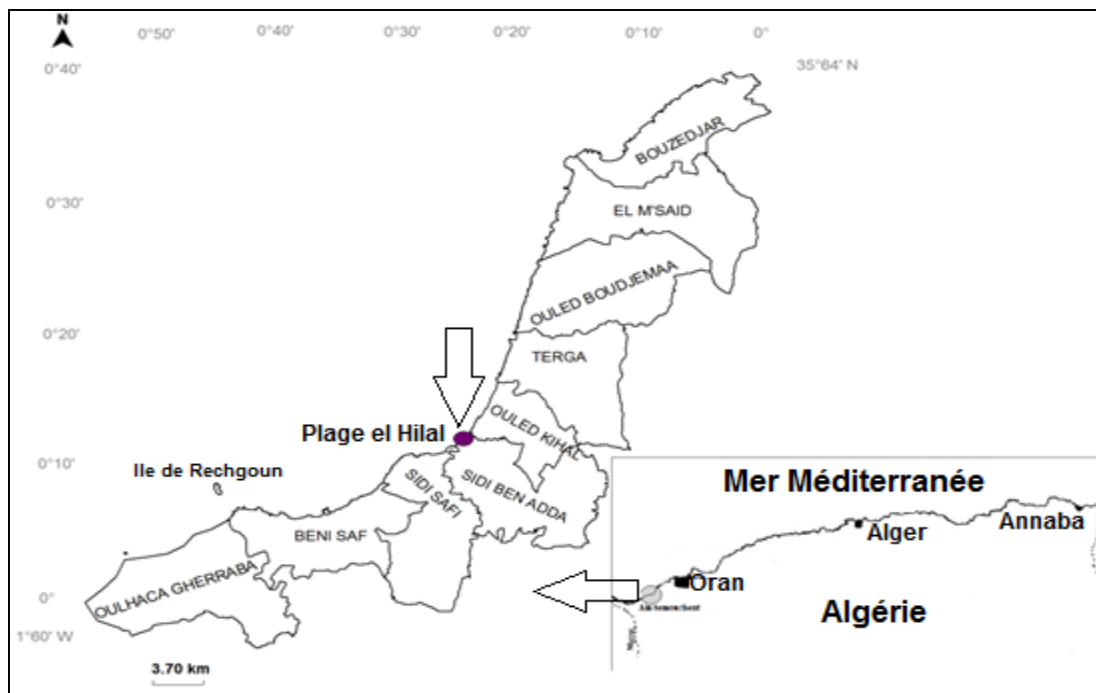 N
0°50' 0°40' 0°30' 0°20' 0°10' 0°
0°40'
35°64' N
BOUZEDJAR
0°30'
EL M'SAID
OULED BOUDJEMAA
0°20'
TERGA
OULED KIHAL
Plage el Hilal
0°10'
Ile de Rechgoun
SIDI SAFI
SIDI BEN ADDA
BENI SAF
OULHACA GHERRABA
0°
1°60' W
3.70 km
Mer Méditerranée
Annaba
Alger
Oran
Algérie